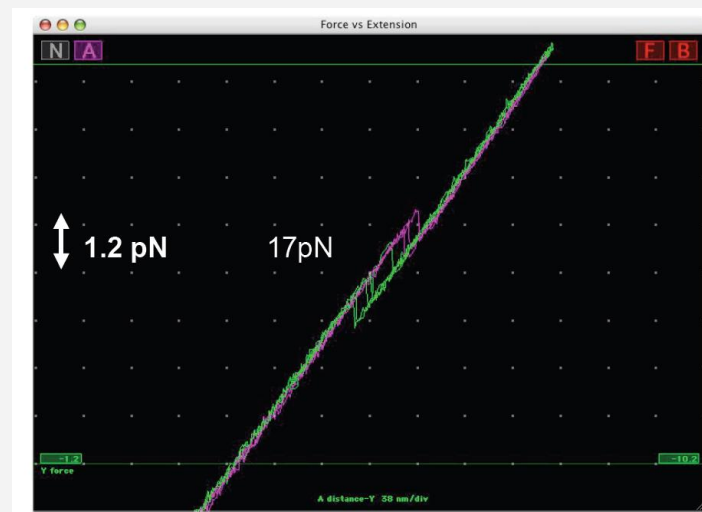 Force vs Extension
N A F B
1.2 pN 17pN
-1.2 -10.2
Y force
A distance-Y 38 nm/div